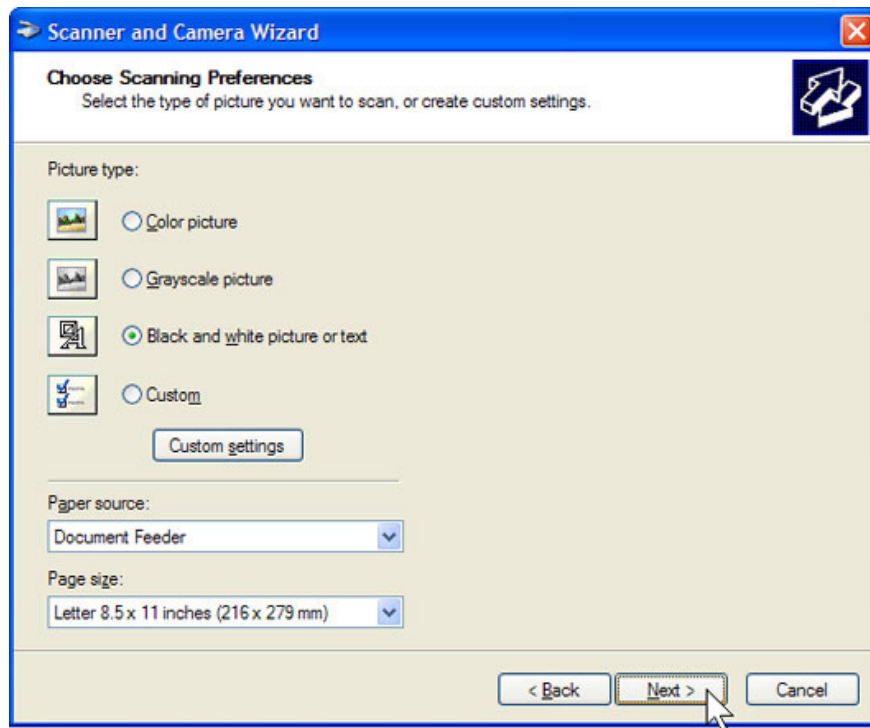 Scanner and Camera Wizard
Choose Scanning Preferences
Select the type of picture you want to scan, or create custom settings.
Picture type:
Color picture
Grayscale picture
Black and white picture or text
Custom
Custom settings
Paper source:
Document Feeder
Page size:
Letter 8.5 x 11 inches (216 x 279 mm)
< Back
Next >
Cancel